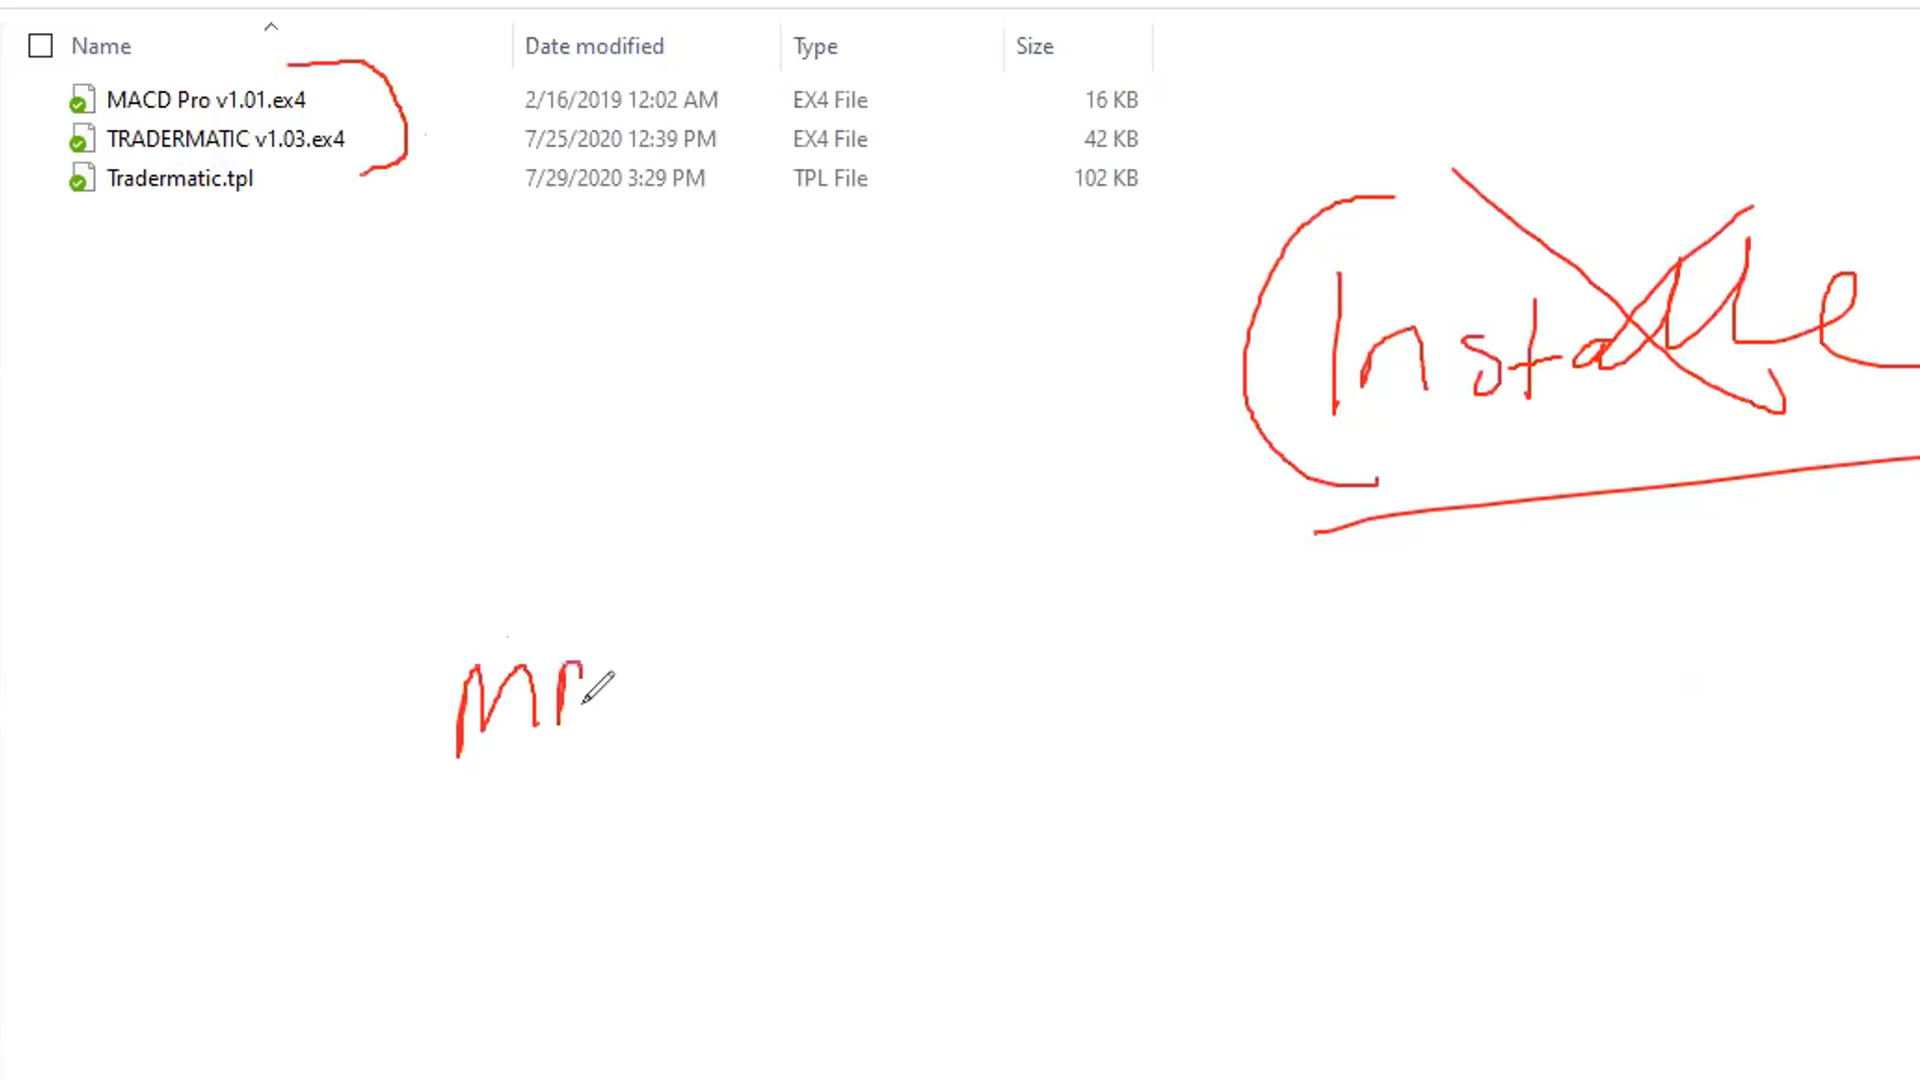 Name Date modified Type Size
MACD Pro v1.01.ex4 2/16/2019 12:02 AM EX4 File 16 KB
TRADERMATIC v1.03.ex4 7/25/2020 12:39 PM EX4 File 42 KB
Tradermatic.tpl 7/29/2020 3:29 PM TPL File 102 KB
Installe